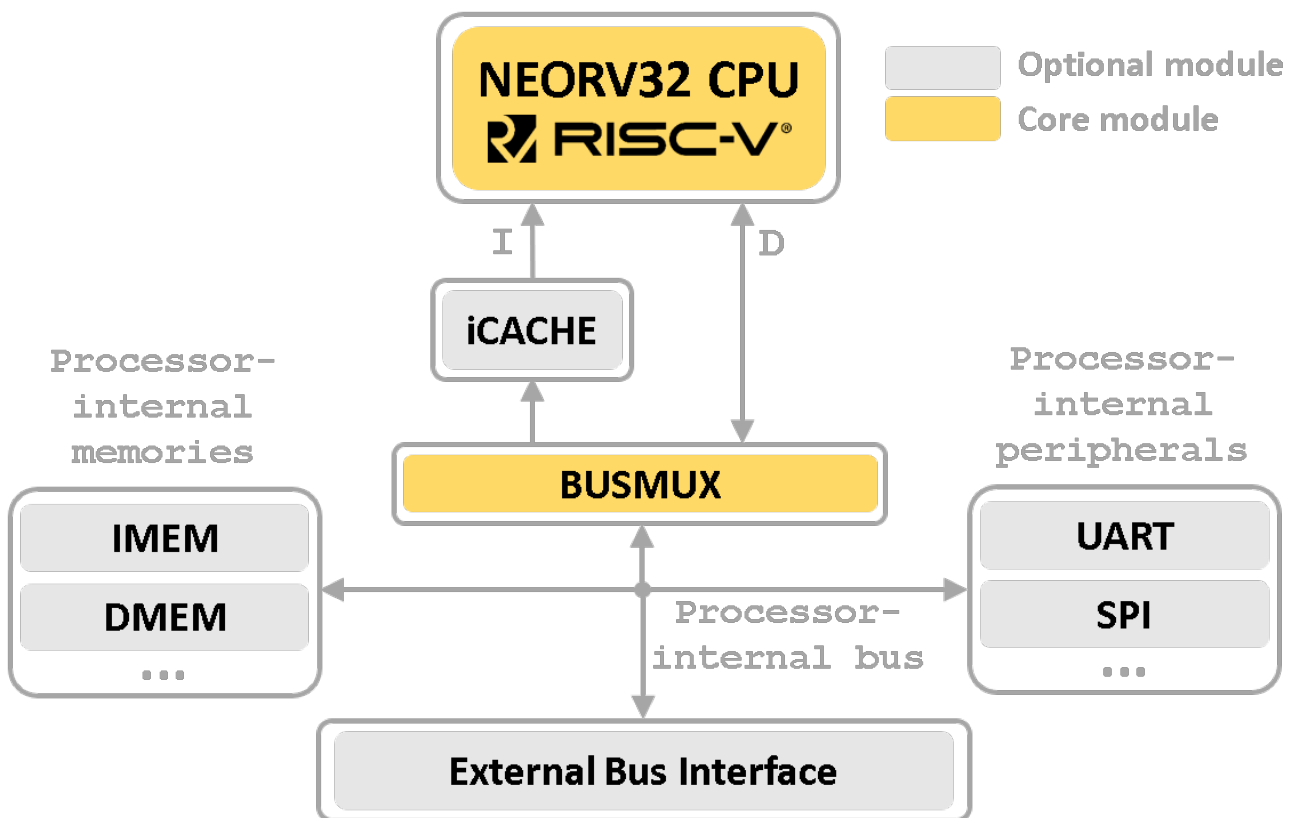 NEORV32 CPU
RISC-V®
Optional module
Core module
I
D
iCACHE
Processor-
internal
memories
Processor-
internal
peripherals
BUSMUX
IMEM
DMEM
...
UART
SPI
...
Processor-
internal bus
External Bus Interface